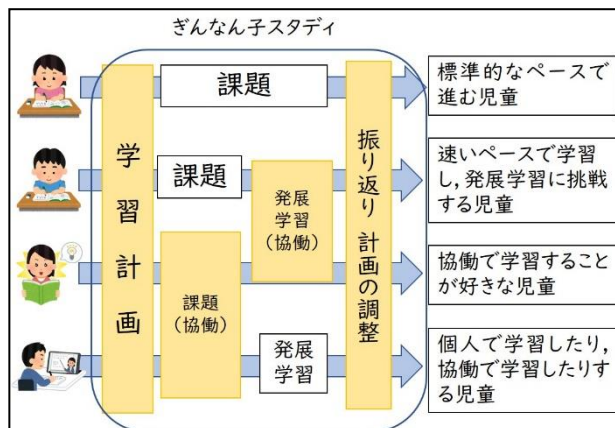 ぎんなん子スタディ
学習計画
課題
課題
課題
（協働）
発展
学習
（協働）
発展
学習
振り返り 計画の調整
標準的なペースで
進む児童
速いペースで学習
し,発展学習に挑戦
する児童
協働で学習すること
が好きな児童
個人で学習したり,
協働で学習したりす
る児童